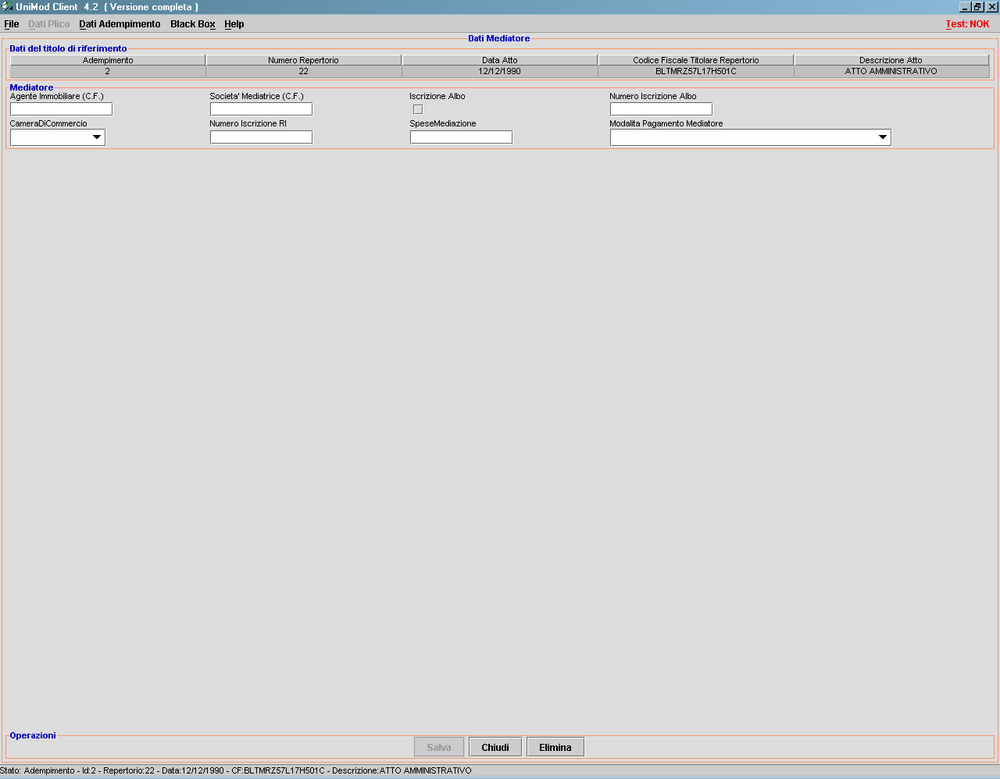 UniMod Client 4.2 ( Versione completa )
File Dati Plico Dati Adempimento Black Box Help Test: NOK
Dati Mediatore
Dati del titolo di riferimento
Adempimento Numero Repertorio Data Atto Codice Fiscale Titolare Repertorio Descrizione Atto
2 22 12/12/1990 BLTMRZ57L17H501C ATTO AMMINISTRATIVO
Mediatore
Agente Immobiliare (C.F.) Societa' Mediatrice (C.F.) Iscrizione Albo Numero Iscrizione Albo
CameraDiCommercio Numero Iscrizione RI SpeseMediazione Modalita Pagamento Mediatore
Operazioni
Salva Chiudi Elimina
Stato: Adempimento - Id:2 - Repertorio:22 - Data:12/12/1990 - CF:BLTMRZ57L17H501C - Descrizione:ATTO AMMINISTRATIVO